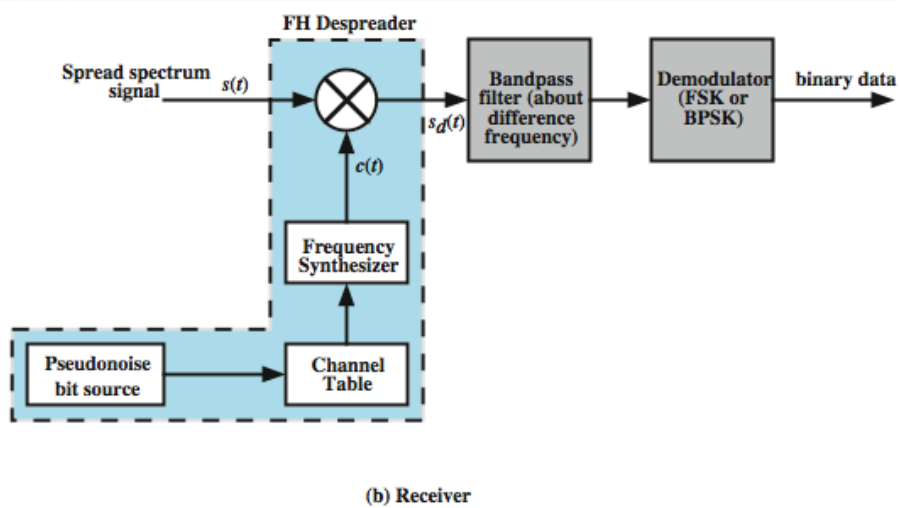 FH Despreader
Spread spectrum
signal
s(t)
s_d(t)
Bandpass
filter (about
difference
frequency)
Demodulator
(FSK or
BPSK)
binary data
c(t)
Frequency
Synthesizer
Pseudonoise
bit source
Channel
Table
(b) Receiver